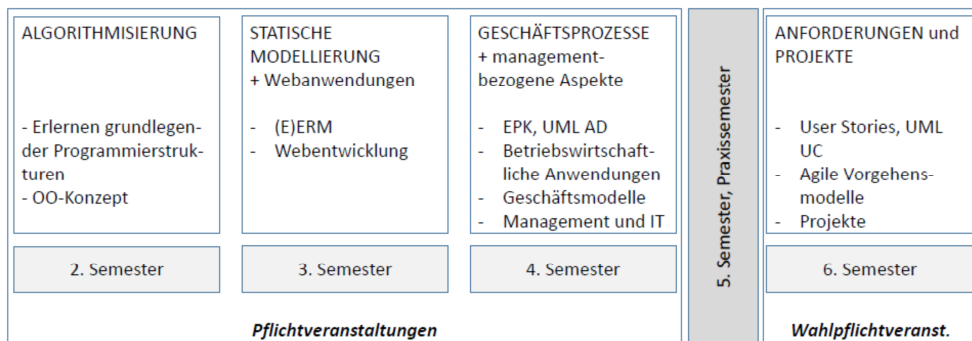 ALGORITHMISIERUNG
- Erlernen grundlegen-
der Programmierstruk-
turen
- OO-Konzept
2. Semester
STATISCHE
MODELLIERUNG
+ Webanwendungen
- (E)ERM
- Webentwicklung
3. Semester
GESCHÄFTSPROZESSE
+ management-
bezogene Aspekte
- EPK, UML AD
- Betriebswirtschaft-
liche Anwendungen
- Geschäftsmodelle
- Management und IT
4. Semester
Pflichtveranstaltungen
5. Semester, Praxissemester
ANFORDERUNGEN und
PROJEKTE
- User Stories, UML
UC
- Agile Vorgehens-
modelle
- Projekte
6. Semester
Wahlpflichtveranst.